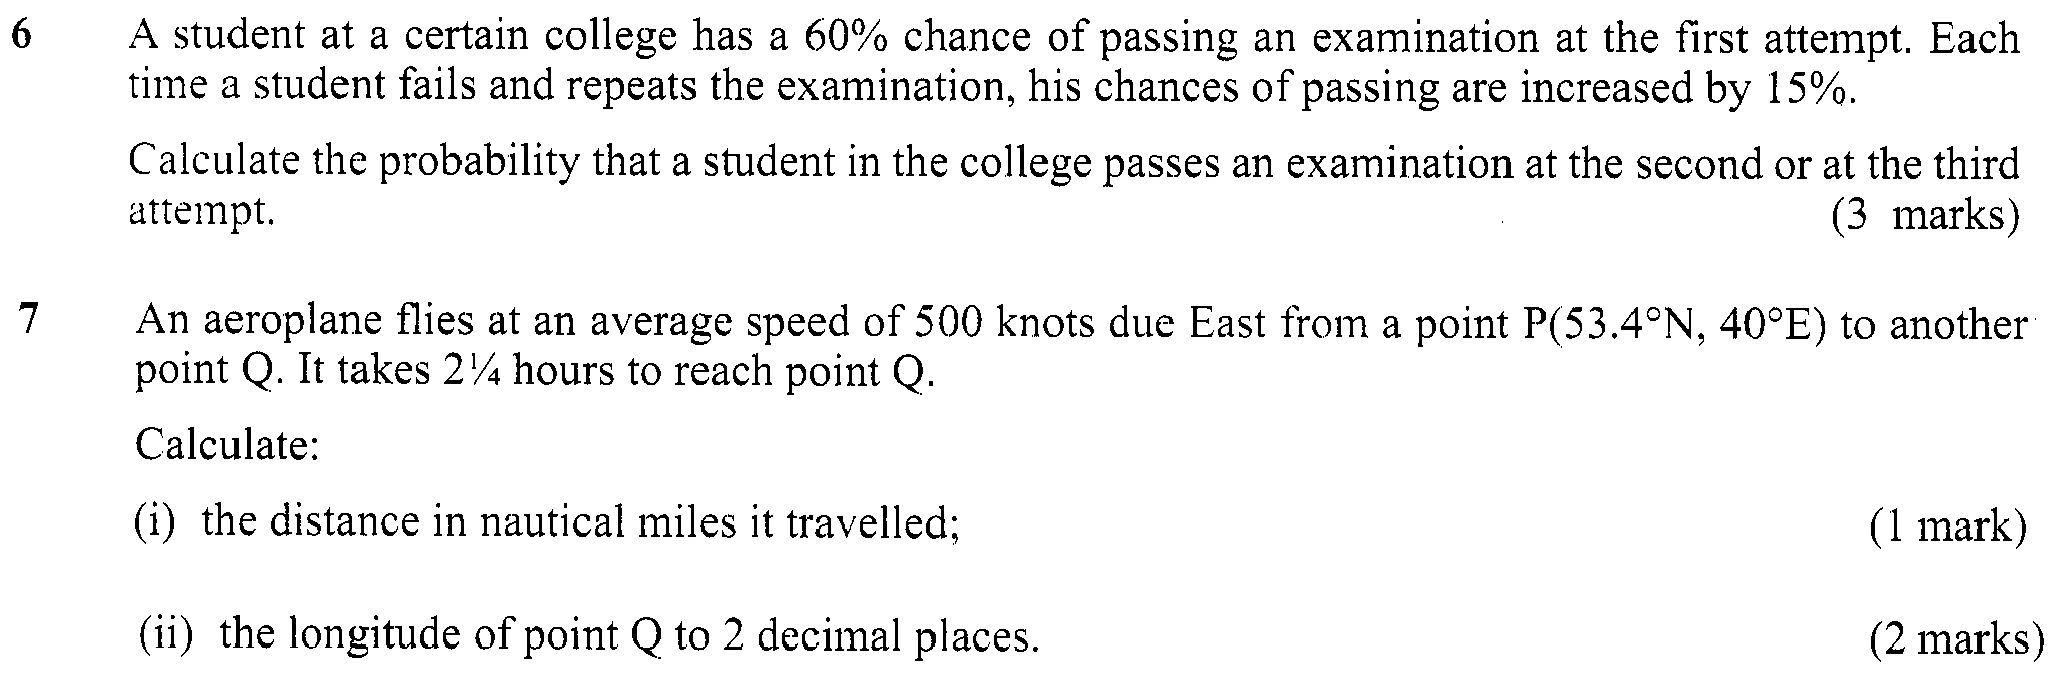 6 A student at a certain college has a 60% chance of passing an examination at the first attempt. Each
time a student fails and repeats the examination, his chances of passing are increased by 15%.
Calculate the probability that a student in the college passes an examination at the second or at the third
attempt. (3 marks)
7 An aeroplane flies at an average speed of 500 knots due East from a point P(53.4°N, 40°E) to another
point Q. It takes 2¼ hours to reach point Q.
Calculate:
(i) the distance in nautical miles it travelled; (1 mark)
(ii) the longitude of point Q to 2 decimal places. (2 marks)